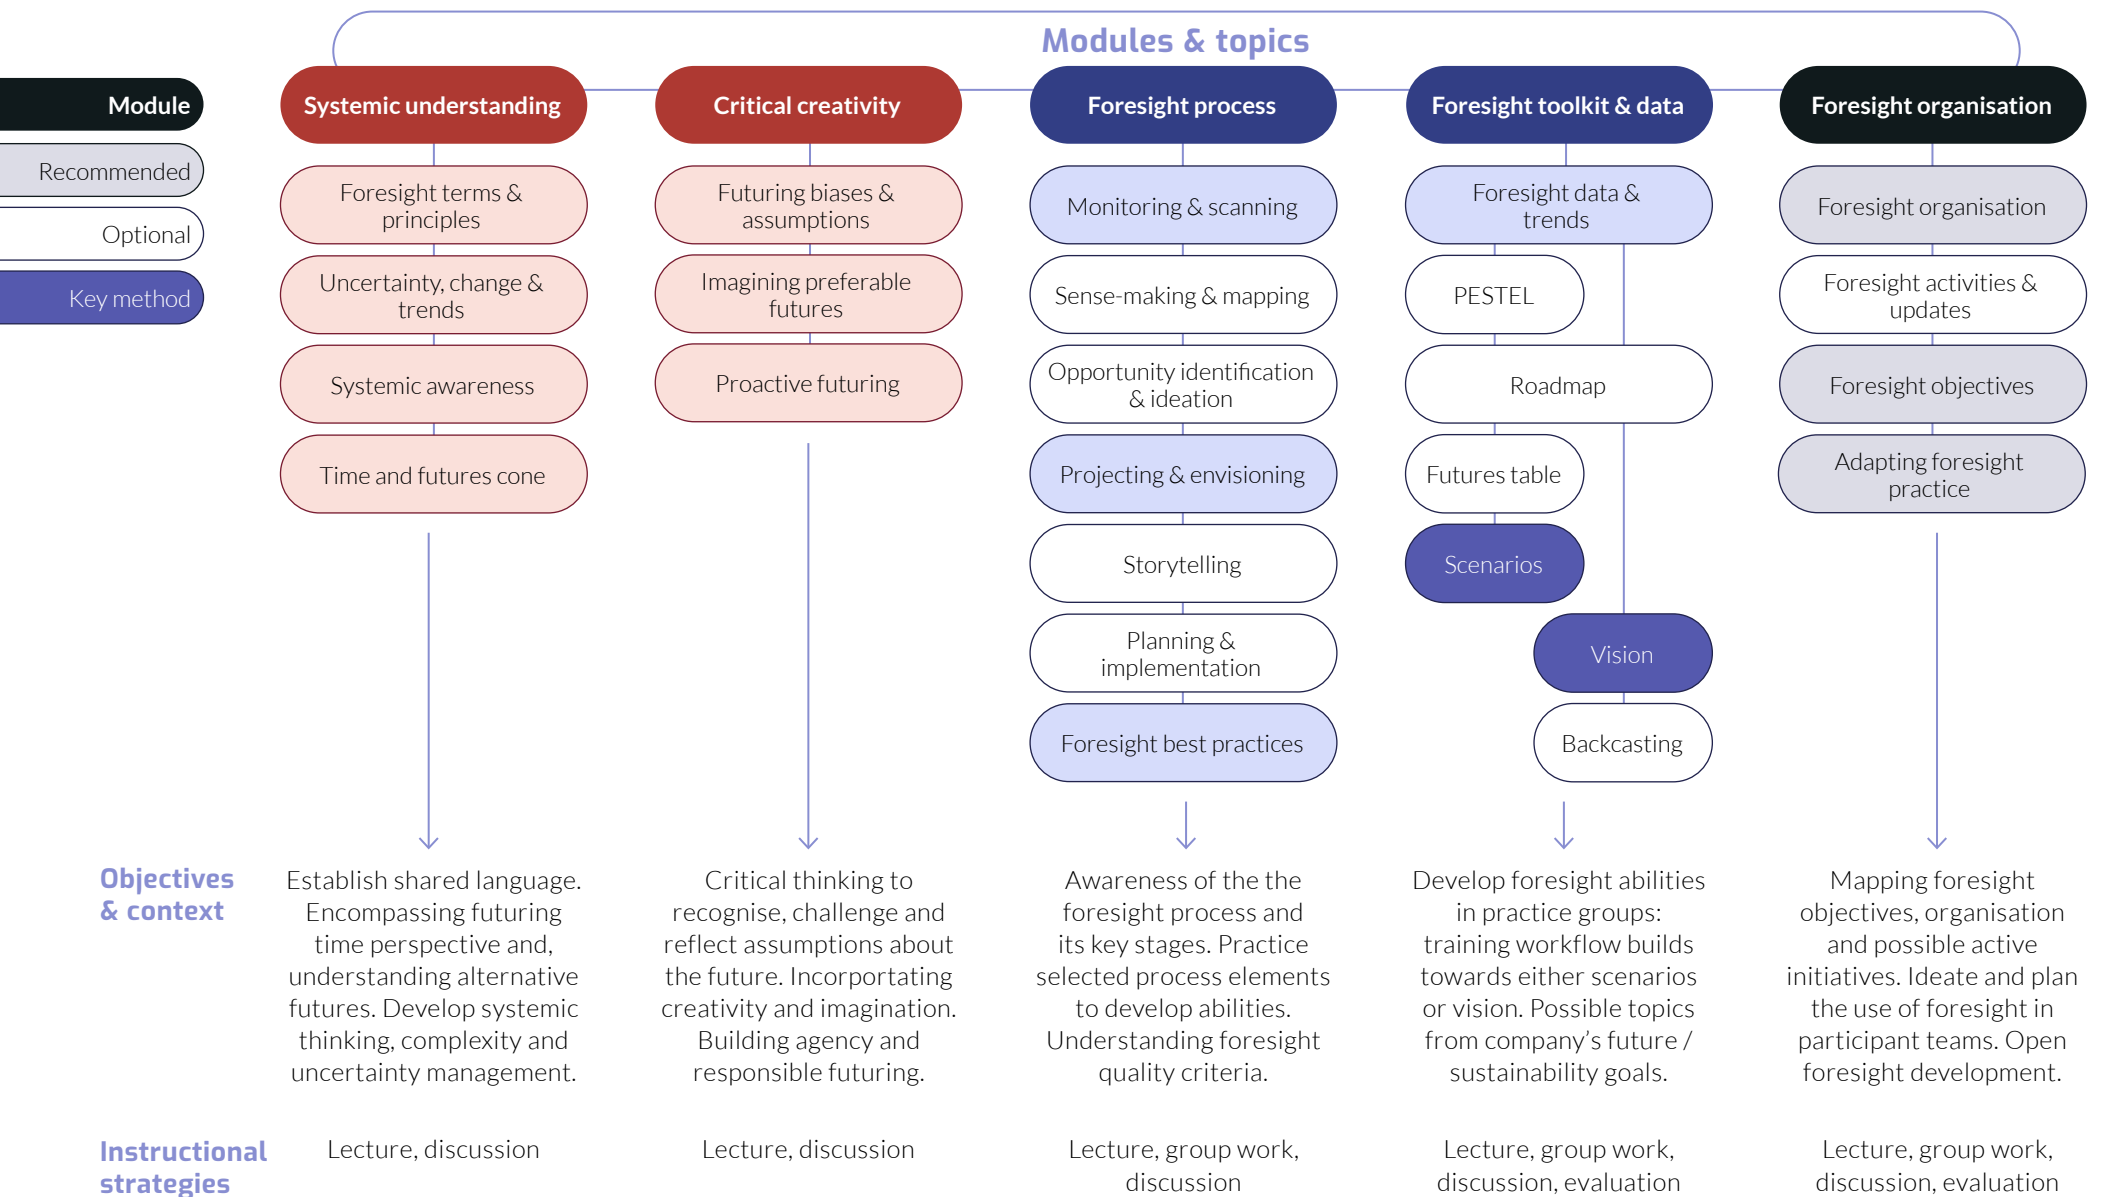 Modules & topics
Module
Recommended
Optional
Key method
Systemic understanding
Foresight terms &
principles
Uncertainty, change &
trends
Systemic awareness
Time and futures cone
Critical creativity
Futuring biases &
assumptions
Imagining preferable
futures
Proactive futuring
Foresight process
Monitoring & scanning
Sense-making & mapping
Opportunity identification
& ideation
Projecting & envisioning
Storytelling
Planning &
implementation
Foresight best practices
Foresight toolkit & data
Foresight data &
trends
PESTEL
Roadmap
Futures table
Scenarios
Vision
Backcasting
Foresight organisation
Foresight organisation
Foresight activities &
updates
Foresight objectives
Adapting foresight
practice
Objectives
& context
Establish shared language.
Encompassing futuring
time perspective and,
understanding alternative
futures. Develop systemic
thinking, complexity and
uncertainty management.
Critical thinking to
recognise, challenge and
reflect assumptions about
the future. Incorportating
creativity and imagination.
Building agency and
responsible futuring.
Awareness of the the
foresight process and
its key stages. Practice
selected process elements
to develop abilities.
Understanding foresight
quality criteria.
Develop foresight abilities
in practice groups:
training workflow builds
towards either scenarios
or vision. Possible topics
from company's future /
sustainability goals.
Mapping foresight
objectives, organisation
and possible active
initiatives. Ideate and plan
the use of foresight in
participant teams. Open
foresight development.
Instructional
strategies
Lecture, discussion
Lecture, discussion
Lecture, group work,
discussion
Lecture, group work,
discussion, evaluation
Lecture, group work,
discussion, evaluation